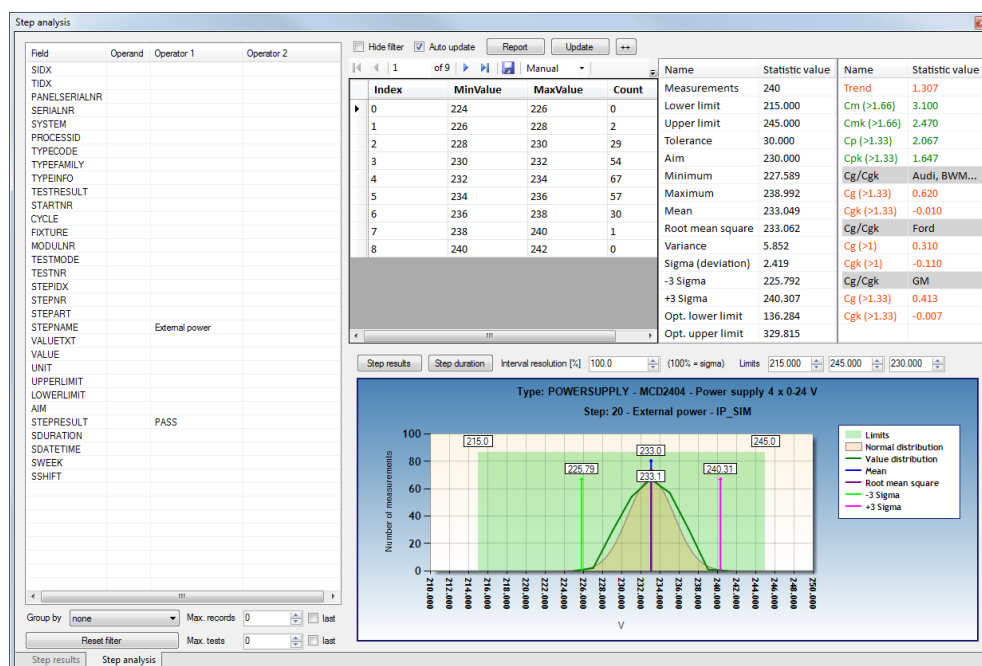 Step analysis
Field Operand Operator 1 Operator 2
SIDX
TIDX
PANELSERIALNR
SERIALNR
SYSTEM
PROCESSID
TYPECODE
TYPEFAMILY
TYPEINFO
TESTRESULT
STARTNR
CYCLE
FIXTURE
MODULNR
TESTMODE
TESTNR
STEPIDX
STEPNR
STEPART
STEPNAME External power
VALUETXT
VALUE
UNIT
UPPERLIMIT
LOWERLIMIT
AIM
STEPRESULT PASS
SDURATION
SDATETIME
SWEEK
SSHIFT
Group by none Max. records 0 last
Reset filter Max. tests 0 last
Step results Step analysis
Hide filter Auto update Report Update ++
1 of 9 Manual
Index MinValue MaxValue Count
0 224 226 0
1 226 228 2
2 228 230 29
3 230 232 54
4 232 234 67
5 234 236 57
6 236 238 30
7 238 240 1
8 240 242 0
Name Statistic value
Measurements 240
Lower limit 215.000
Upper limit 245.000
Tolerance 30.000
Aim 230.000
Minimum 227.589
Maximum 238.992
Mean 233.049
Root mean square 233.062
Variance 5.852
Sigma (deviation) 2.419
-3 Sigma 225.792
+3 Sigma 240.307
Opt. lower limit 136.284
Opt. upper limit 329.815
Name Statistic value
Trend 1.307
Cm (>1.66) 3.100
Cmk (>1.66) 2.470
Cp (>1.33) 2.067
Cpk (>1.33) 1.647
Cg/Cgk Audi, BWM...
Cg (>1.33) 0.620
Cgk (>1.33) -0.010
Cg/Cgk Ford
Cg (>1) 0.310
Cgk (>1) -0.110
Cg/Cgk GM
Cg (>1.33) 0.413
Cgk (>1.33) -0.007
Step results Step duration Interval resolution [%] 100.0 (100% = sigma) Limits 215.000 245.000 230.000
Type: POWERSUPPLY - MCD2404 - Power supply 4 x 0-24 V
Step: 20 - External power - IP_SIM
Number of measurements
100
80
60
40
20
0
215.0
245.0
233.0
225.79
233.1
240.31
210.000
212.000
214.000
216.000
218.000
220.000
222.000
224.000
226.000
228.000
230.000
232.000
234.000
236.000
238.000
240.000
242.000
244.000
246.000
248.000
250.000
V
Limits
Normal distribution
Value distribution
Mean
Root mean square
-3 Sigma
+3 Sigma